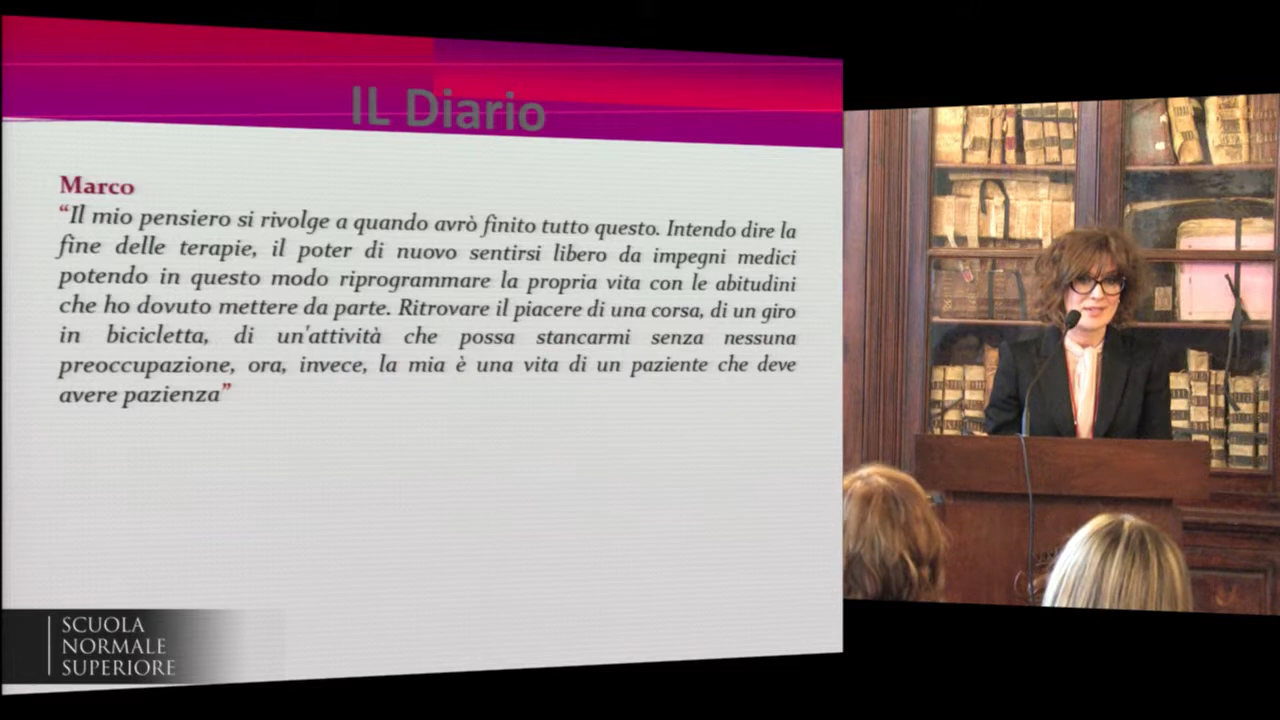 IL Diario
Marco
“Il mio pensiero si rivolge a quando avrò finito tutto questo. Intendo dire la
fine delle terapie, il poter di nuovo sentirsi libero da impegni medici
potendo in questo modo riprogrammare la propria vita con le abitudini
che ho dovuto mettere da parte. Ritrovare il piacere di una corsa, di un giro
in bicicletta, di un'attività che possa stancarmi senza nessuna
preoccupazione, ora, invece, la mia è una vita di un paziente che deve
avere pazienza”
SCUOLA
NORMALE
SUPERIORE